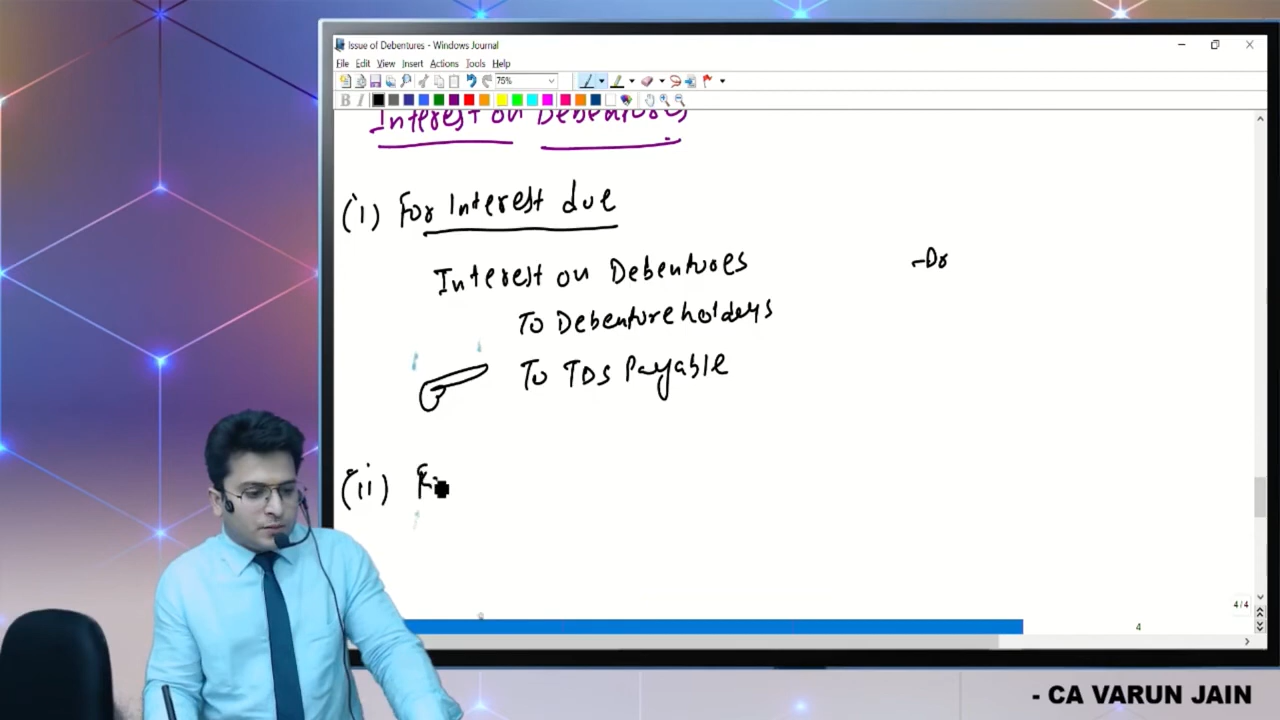 Issue of Debentures - Windows Journal
File Edit View Insert Actions Tools Help
75%
B I
Interest on Debentures
(i) For Interest due
Interest on Debentures -Dr
To Debentureholders
To TDS Payable
(ii)
4/4
4
- CA VARUN JAIN